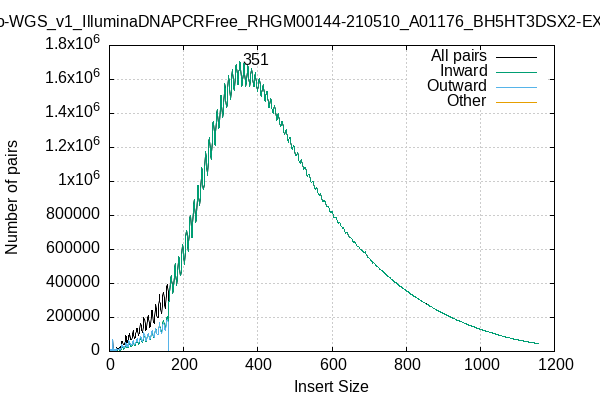 o-WGS_v1_IlluminaDNAPCRFree_RHGM00144-210510_A01176_BH5HT3DSX2-EX
1.8x10^6
1.6x10^6
1.4x10^6
1.2x10^6
1x10^6
800000
600000
400000
200000
0
Number of pairs
351
All pairs
Inward
Outward
Other
0 200 400 600 800 1000 1200
Insert Size